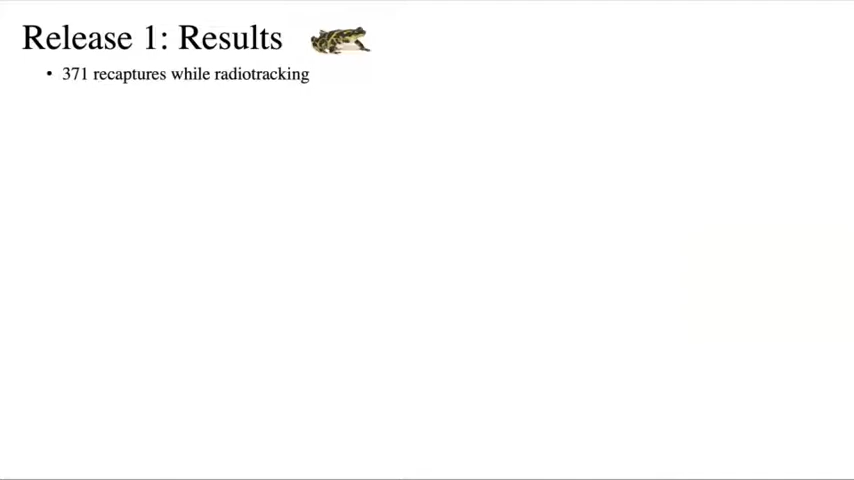 Release 1: Results
• 371 recaptures while radiotracking